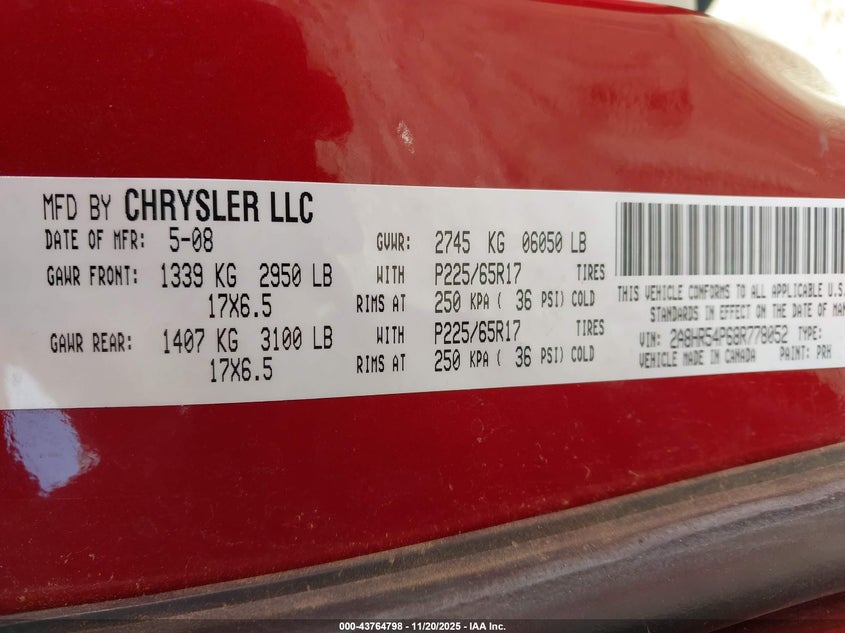 MFD BY CHRYSLER LLC
DATE OF MFR: 5-08 GVWR: 2745 KG 06050 LB
GAWR FRONT: 1339 KG 2950 LB WITH P225/65R17 TIRES
17X6.5 RIMS AT 250 KPA ( 36 PSI) COLD
GAWR REAR: 1407 KG 3100 LB WITH P225/65R17 TIRES
17X6.5 RIMS AT 250 KPA ( 36 PSI) COLD
THIS VEHICLE CONFORMS TO ALL APPLICABLE U.S.
STANDARDS IN EFFECT ON THE DATE OF MAN
VIN: 2A8HR54P68R778052 TYPE:
VEHICLE MADE IN CANADA PAINT: PRH
000-43764798 - 11/20/2025 - IAA Inc.